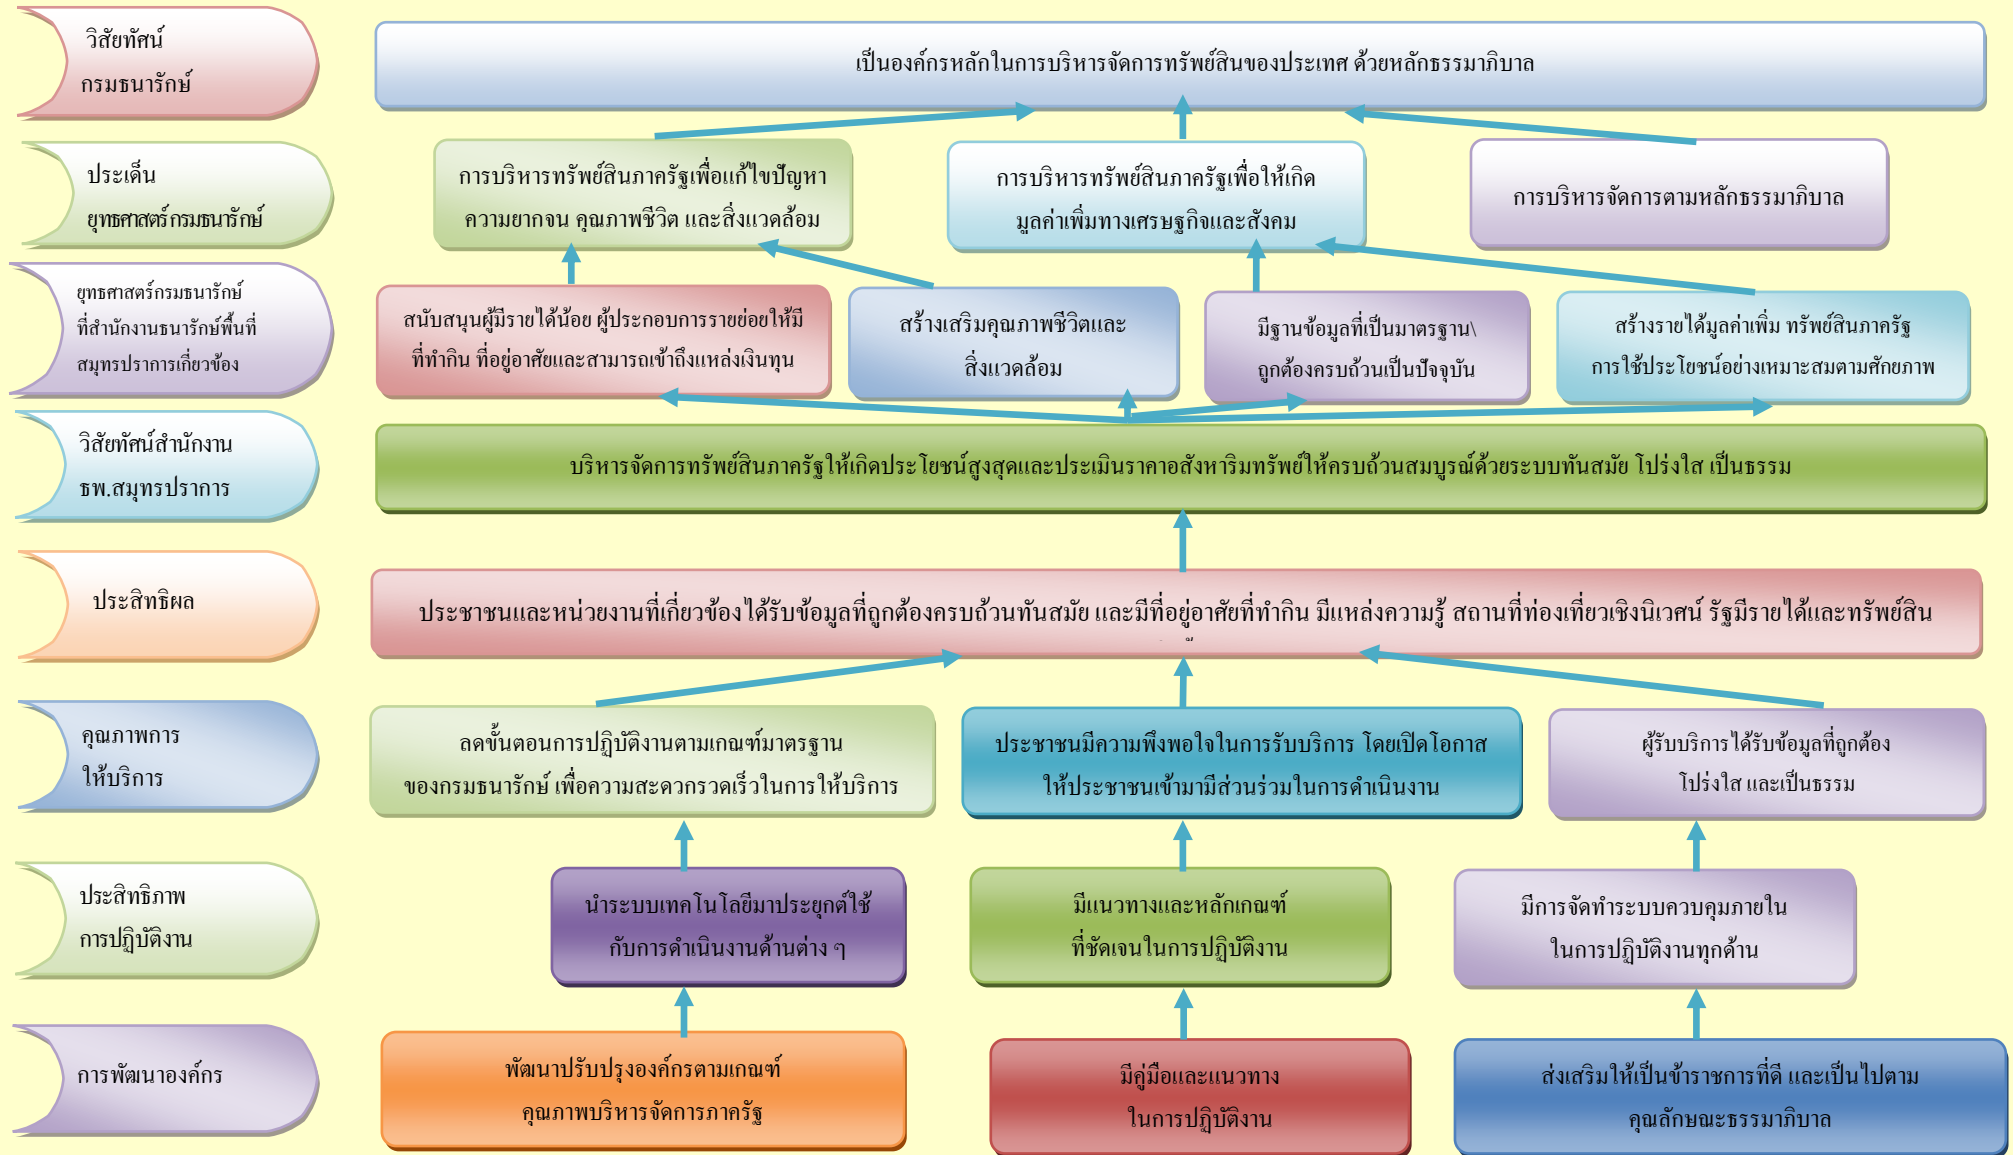 วิสัยทัศน์
กรมธนารักษ์
เป็นองค์กรหลักในการบริหารจัดการทรัพย์สินของประเทศ ด้วยหลักธรรมาภิบาล
ประเด็น
ยุทธศาสตร์กรมธนารักษ์
การบริหารทรัพย์สินภาครัฐเพื่อแก้ไขปัญหา
ความยากจน คุณภาพชีวิต และสิ่งแวดล้อม
การบริหารทรัพย์สินภาครัฐเพื่อให้เกิด
มูลค่าเพิ่มทางเศรษฐกิจและสังคม
การบริหารจัดการตามหลักธรรมาภิบาล
ยุทธศาสตร์กรมธนารักษ์
ที่สำนักงานธนารักษ์พื้นที่
สมุทรปราการเกี่ยวข้อง
สนับสนุนผู้มีรายได้น้อย ผู้ประกอบการรายย่อยให้มี
ที่ทำกิน ที่อยู่อาศัยและสามารถเข้าถึงแหล่งเงินทุน
สร้างเสริมคุณภาพชีวิตและ
สิ่งแวดล้อม
มีฐานข้อมูลที่เป็นมาตรฐาน\
ถูกต้องครบถ้วนเป็นปัจจุบัน
สร้างรายได้มูลค่าเพิ่ม ทรัพย์สินภาครัฐ
การใช้ประโยชน์อย่างเหมาะสมตามศักยภาพ
วิสัยทัศน์สำนักงาน
ธพ.สมุทรปราการ
บริหารจัดการทรัพย์สินภาครัฐให้เกิดประโยชน์สูงสุดและประเมินราคาอสังหาริมทรัพย์ให้ครบถ้วนสมบูรณ์ด้วยระบบทันสมัย โปร่งใส เป็นธรรม
ประสิทธิผล
ประชาชนและหน่วยงานที่เกี่ยวข้อง ได้รับข้อมูลที่ถูกต้องครบถ้วนทันสมัย และมีที่อยู่อาศัยที่ทำกิน มีแหล่งความรู้ สถานที่ท่องเที่ยวเชิงนิเวศน์ รัฐมีรายได้และทรัพย์สิน
คุณภาพการ
ให้บริการ
ลดขั้นตอนการปฏิบัติงานตามเกณฑ์มาตรฐาน
ของกรมธนารักษ์ เพื่อความสะดวกรวดเร็วในการให้บริการ
ประชาชนมีความพึงพอใจในการรับบริการ โดยเปิดโอกาส
ให้ประชาชนเข้ามามีส่วนร่วมในการดำเนินงาน
ผู้รับบริการได้รับข้อมูลที่ถูกต้อง
โปร่งใส และเป็นธรรม
ประสิทธิภาพ
การปฏิบัติงาน
นำระบบเทคโนโลยีมาประยุกต์ใช้
กับการดำเนินงานด้านต่าง ๆ
มีแนวทางและหลักเกณฑ์
ที่ชัดเจนในการปฏิบัติงาน
มีการจัดทำระบบควบคุมภายใน
ในการปฏิบัติงานทุกด้าน
การพัฒนาองค์กร
พัฒนาปรับปรุงองค์กรตามเกณฑ์
คุณภาพบริหารจัดการภาครัฐ
มีคู่มือและแนวทาง
ในการปฏิบัติงาน
ส่งเสริมให้เป็นข้าราชการที่ดี และเป็นไปตาม
คุณลักษณะธรรมาภิบาล